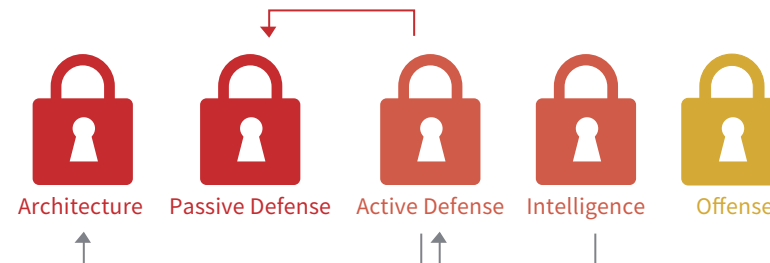 Architecture
Passive Defense
Active Defense
Intelligence
Offense